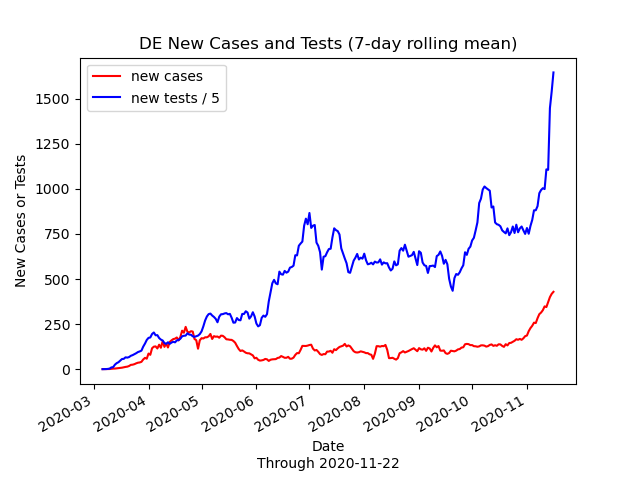 DE New Cases and Tests (7-day rolling mean)
new cases
new tests / 5
1500
1250
1000
750
500
250
0
New Cases or Tests
2020-03
2020-04
2020-05
2020-06
2020-07
2020-08
2020-09
2020-10
2020-11
Date
Through 2020-11-22